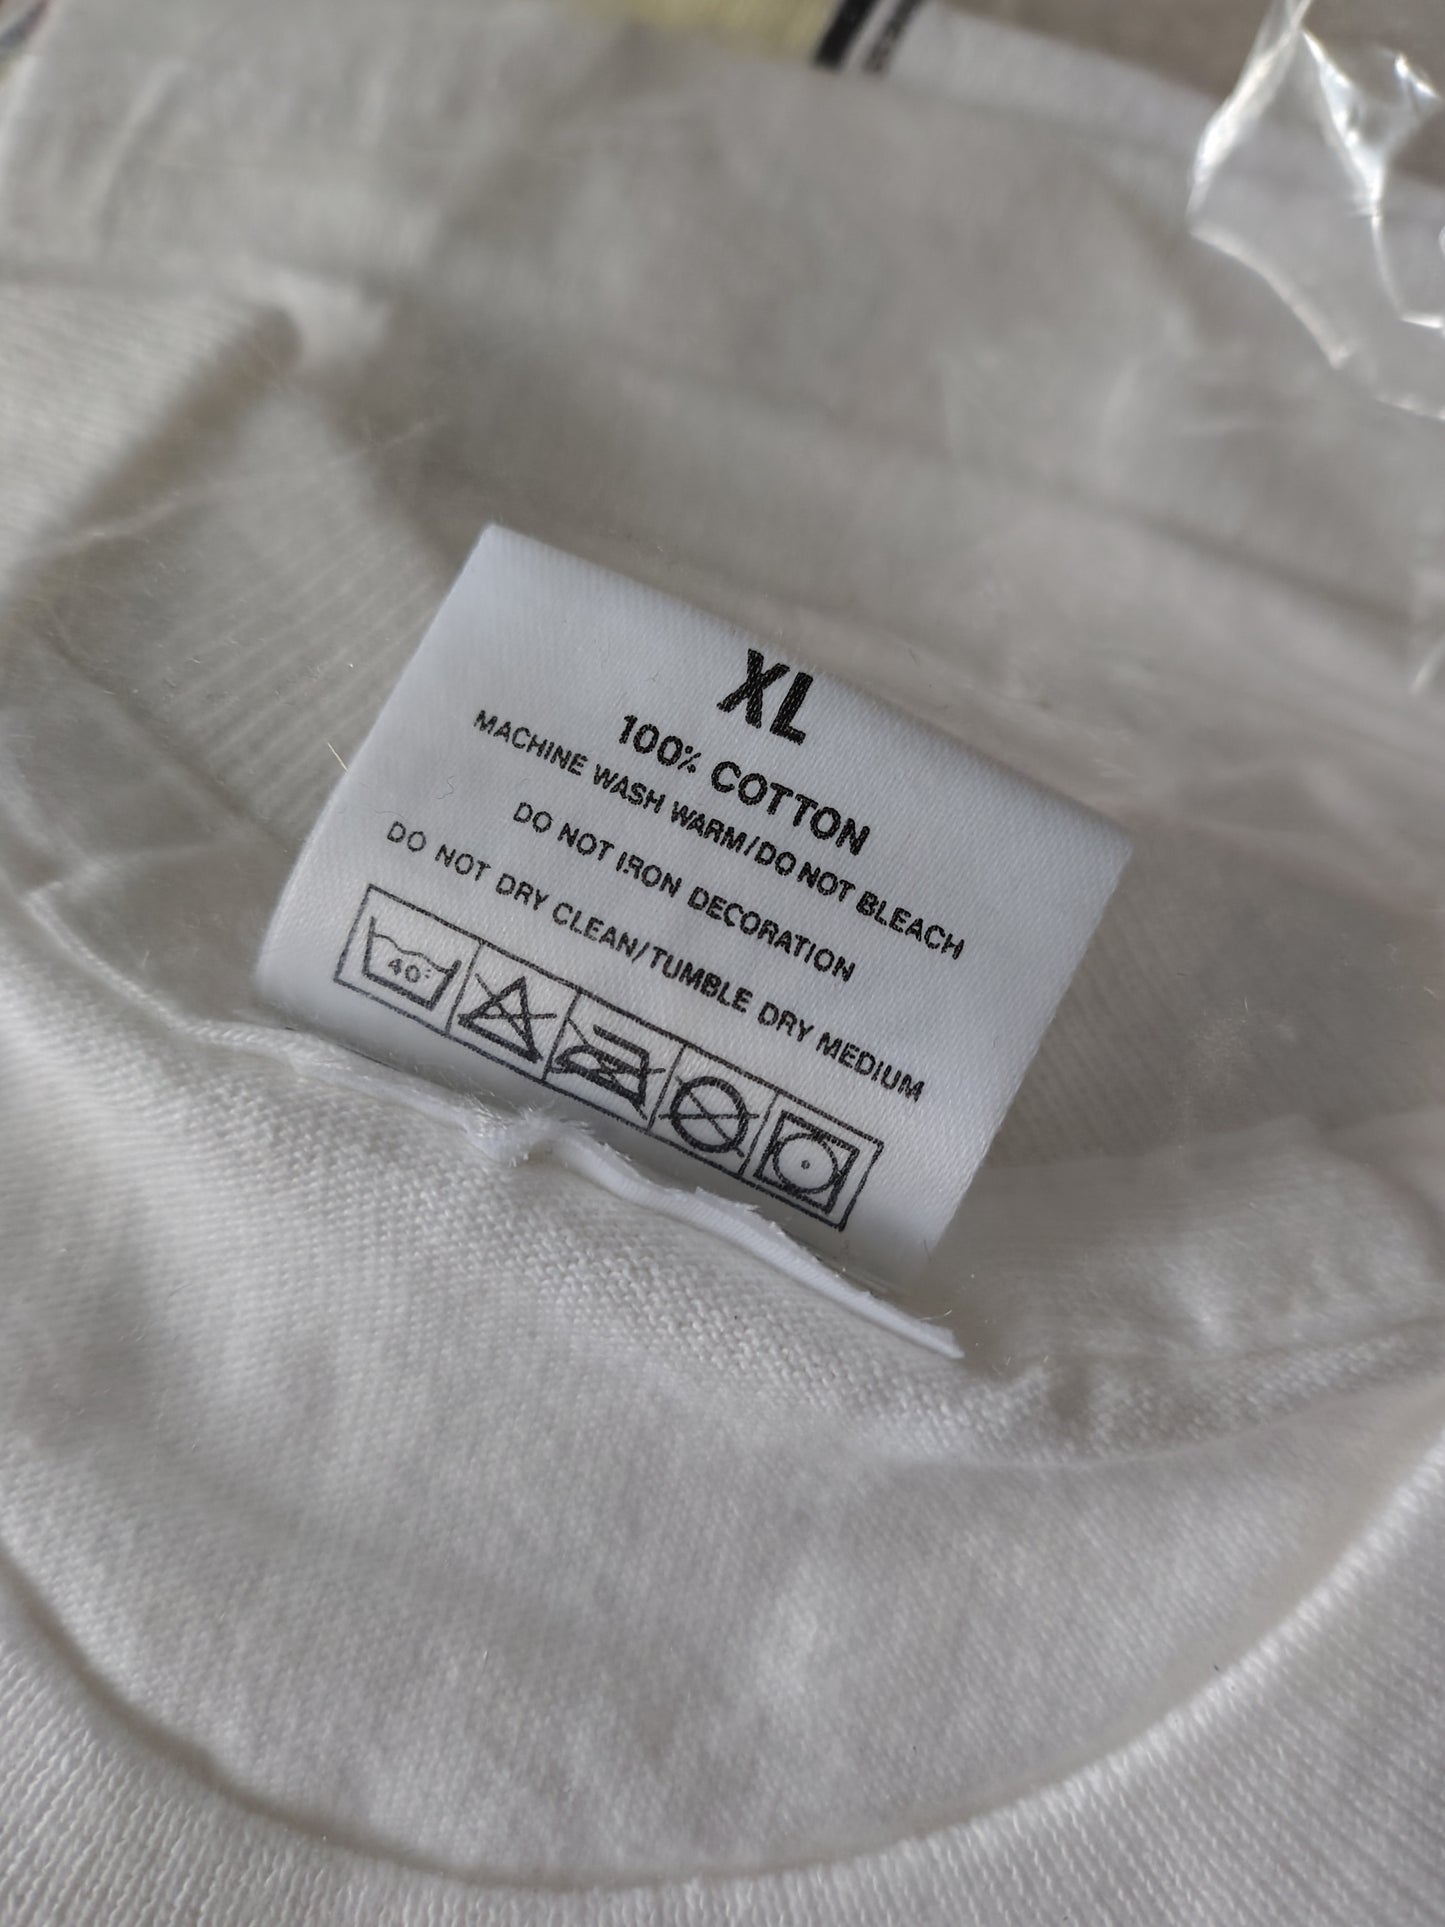 XL
100% COTTON
MACHINE WASH WARM/DO NOT BLEACH
DO NOT IRON DECORATION
DO NOT DRY CLEAN/TUMBLE DRY MEDIUM
40°